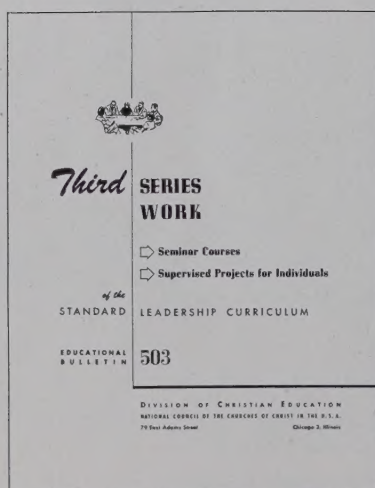 Third SERIES
WORK
Seminar Courses
Supervised Projects for Individuals
of the
STANDARD LEADERSHIP CURRICULUM
EDUCATIONAL
BULLETIN 503
DIVISION OF CHRISTIAN EDUCATION
NATIONAL COUNCIL OF THE CHURCHES OF CHRIST IN THE U.S.A.
79 East Adams Street Chicago 3, Illinois